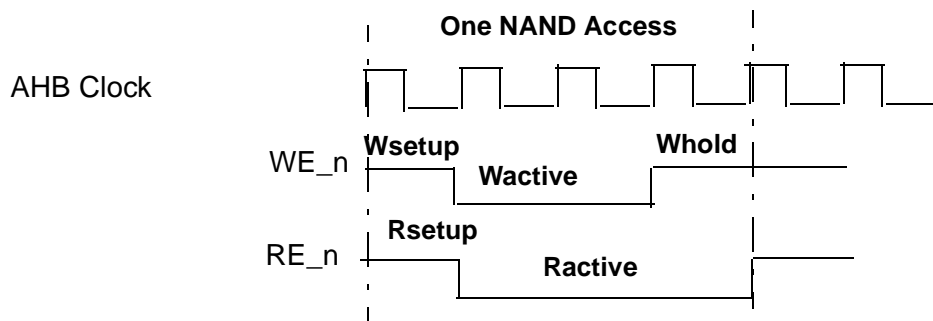 One NAND Access
AHB Clock
Wsetup
Whold
WE_n
Wactive
Rsetup
RE_n
Ractive